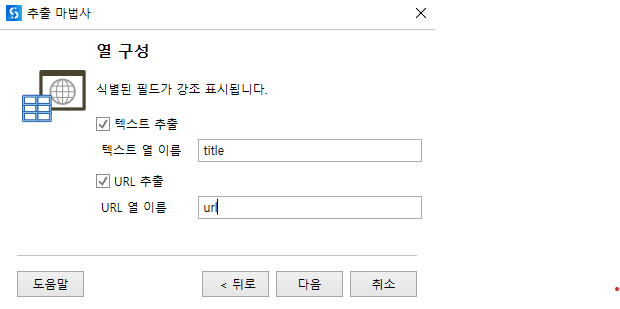 추출 마법사
열 구성
식별된 필드가 강조 표시됩니다.
텍스트 추출
텍스트 열 이름 title
URL 추출
URL 열 이름 url
도움말 < 뒤로 다음 취소